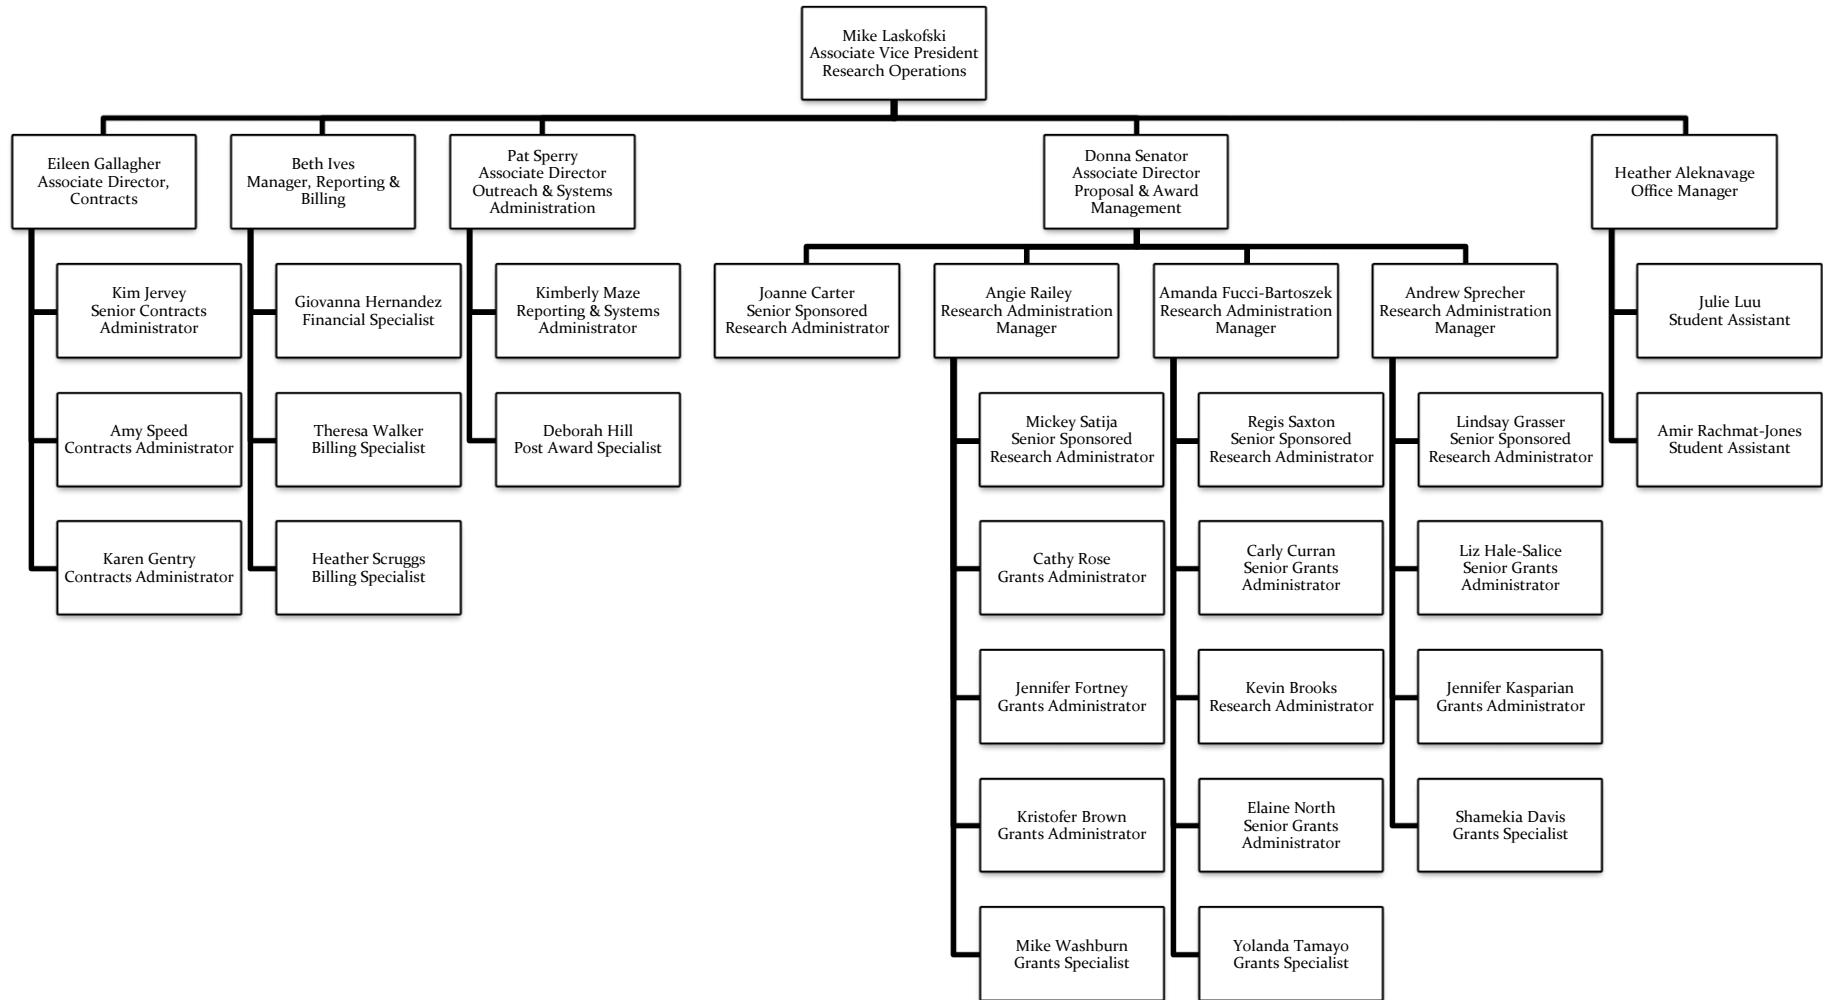 Mike Laskofski
Associate Vice President
Research Operations
Eileen Gallagher
Associate Director,
Contracts
Beth Ives
Manager, Reporting &
Billing
Pat Sperry
Associate Director
Outreach & Systems
Administration
Donna Senator
Associate Director
Proposal & Award
Management
Heather Aleknavage
Office Manager
Kim Jervey
Senior Contracts
Administrator
Giovanna Hernandez
Financial Specialist
Kimberly Maze
Reporting & Systems
Administrator
Joanne Carter
Senior Sponsored
Research Administrator
Angie Railey
Research Administration
Manager
Amanda Fucci-Bartoszek
Research Administration
Manager
Andrew Sprecher
Research Administration
Manager
Julie Luu
Student Assistant
Amy Speed
Contracts Administrator
Theresa Walker
Billing Specialist
Deborah Hill
Post Award Specialist
Mickey Satija
Senior Sponsored
Research Administrator
Regis Saxton
Senior Sponsored
Research Administrator
Lindsay Grasser
Senior Sponsored
Research Administrator
Amir Rachmat-Jones
Student Assistant
Karen Gentry
Contracts Administrator
Heather Scruggs
Billing Specialist
Cathy Rose
Grants Administrator
Carly Curran
Senior Grants
Administrator
Liz Hale-Salice
Senior Grants
Administrator
Jennifer Fortney
Grants Administrator
Kevin Brooks
Research Administrator
Jennifer Kasparian
Grants Administrator
Kristofer Brown
Grants Administrator
Elaine North
Senior Grants
Administrator
Shamekia Davis
Grants Specialist
Mike Washburn
Grants Specialist
Yolanda Tamayo
Grants Specialist